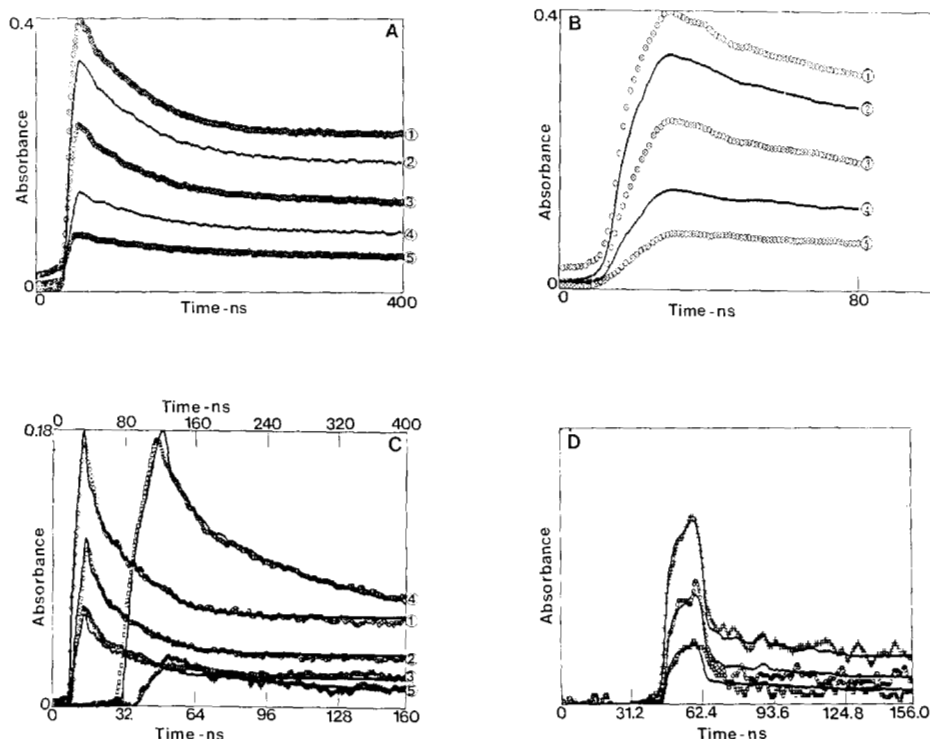 0.4
A
Absorbance
①
②
③
④
⑤
0
0
400
Time-ns
0.4
B
Absorbance
①
②
③
④
⑤
0
0
80
Time-ns
Time-ns
0 80 160 240 320 400
0.18
C
Absorbance
④
①
2
3
5
0
0 32 64 96 128 160
Time-ns
D
Absorbance
0 31.2 62.4 93.6 124.8 156.0
Time-ns